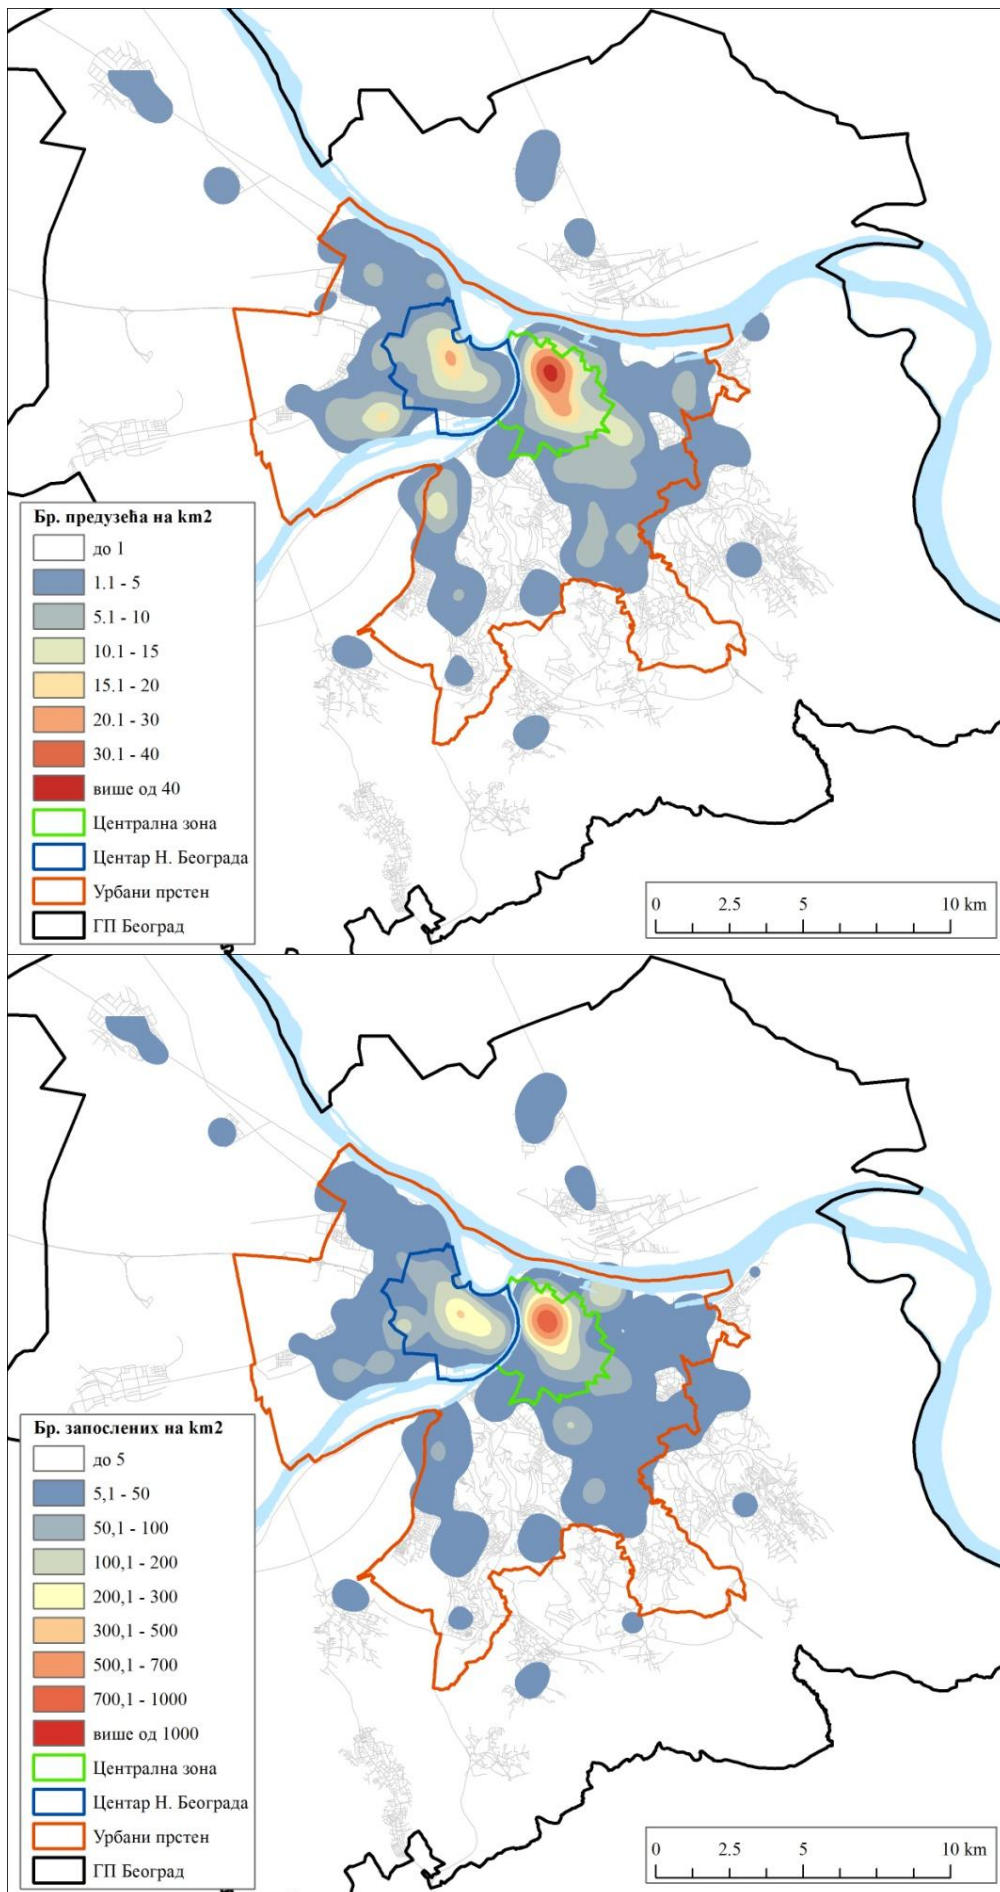 Бр. предузећа на km2
до 1
1.1 - 5
5.1 - 10
10.1 - 15
15.1 - 20
20.1 - 30
30.1 - 40
више од 40
Централна зона
Центар Н. Београда
Урбани прстен
ГП Београд
0 2.5 5 10 km
Бр. запослених на km2
до 5
5,1 - 50
50,1 - 100
100,1 - 200
200,1 - 300
300,1 - 500
500,1 - 700
700,1 - 1000
више од 1000
Централна зона
Центар Н. Београда
Урбани прстен
ГП Београд
0 2.5 5 10 km